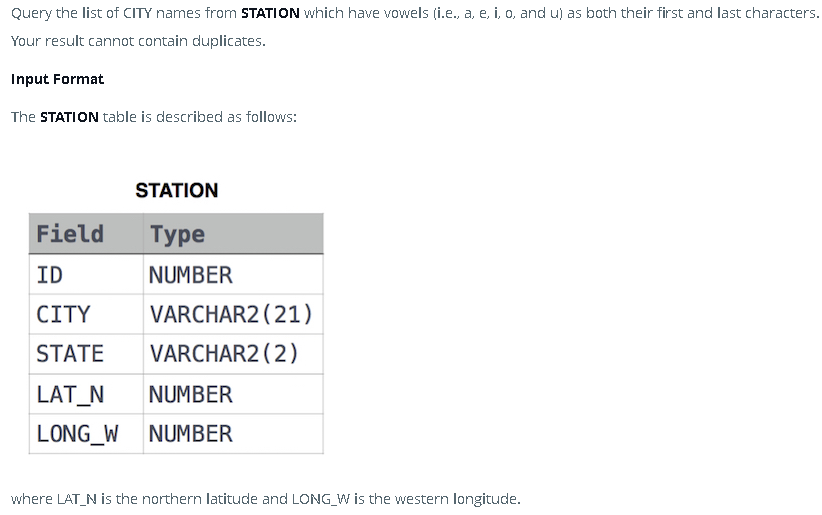 Query the list of CITY names from STATION which have vowels (i.e., a, e, i, o, and u) as both their first and last characters.
Your result cannot contain duplicates.
Input Format
The STATION table is described as follows:
STATION
Field Type
ID NUMBER
CITY VARCHAR2(21)
STATE VARCHAR2(2)
LAT_N NUMBER
LONG_W NUMBER
where LAT_N is the northern latitude and LONG_W is the western longitude.